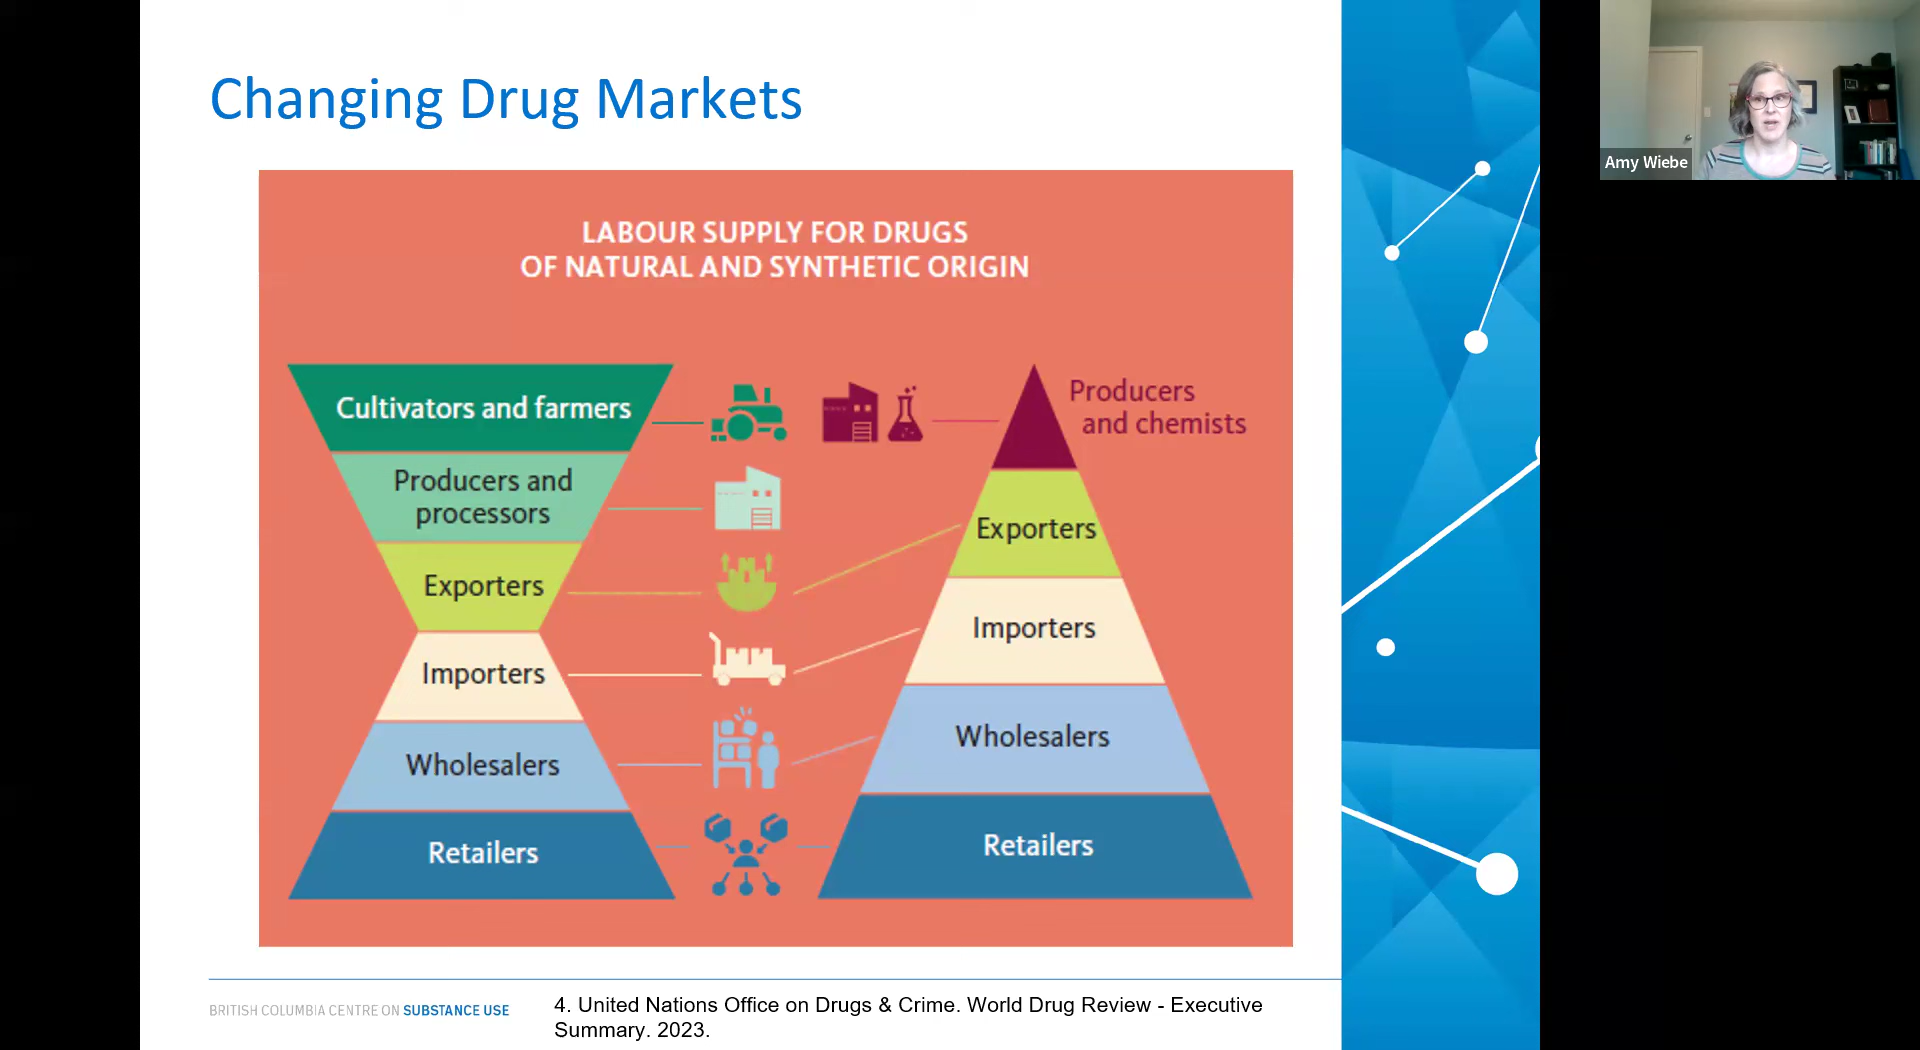 Changing Drug Markets
LABOUR SUPPLY FOR DRUGS
OF NATURAL AND SYNTHETIC ORIGIN
Cultivators and farmers
Producers and
processors
Exporters
Importers
Wholesalers
Retailers
Producers
and chemists
Exporters
Importers
Wholesalers
Retailers
BRITISH COLUMBIA CENTRE ON SUBSTANCE USE
4. United Nations Office on Drugs & Crime. World Drug Review - Executive
Summary. 2023.
Amy Wiebe